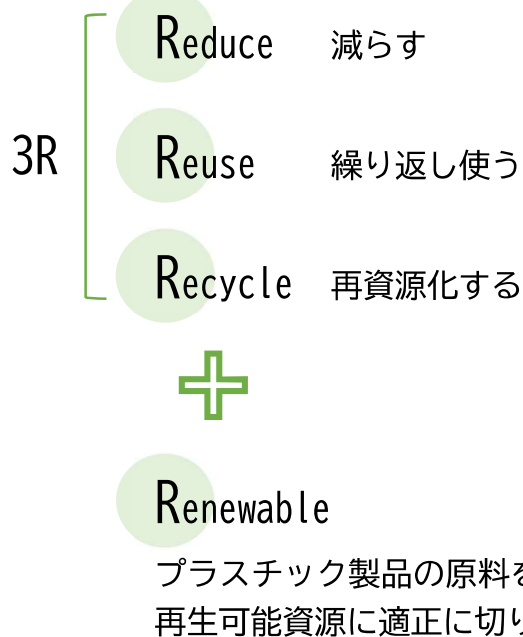 Reduce 減らす
3R
Reuse 繰り返し使う
Recycle 再資源化する
Renewable
プラスチック製品の原料を
再生可能資源に適正に切り